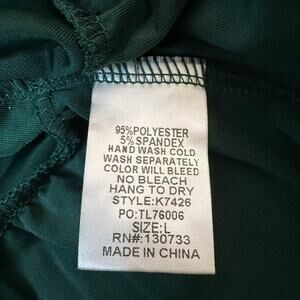 95%POLYESTER
5%SPANDEX
HAND WASH COLD
WASH SEPARATELY
COLOR WILL BLEED
NO BLEACH
HANG TO DRY
STYLE:K7426
PO:TL76006
SIZE:L
RN#:130733
MADE IN CHINA